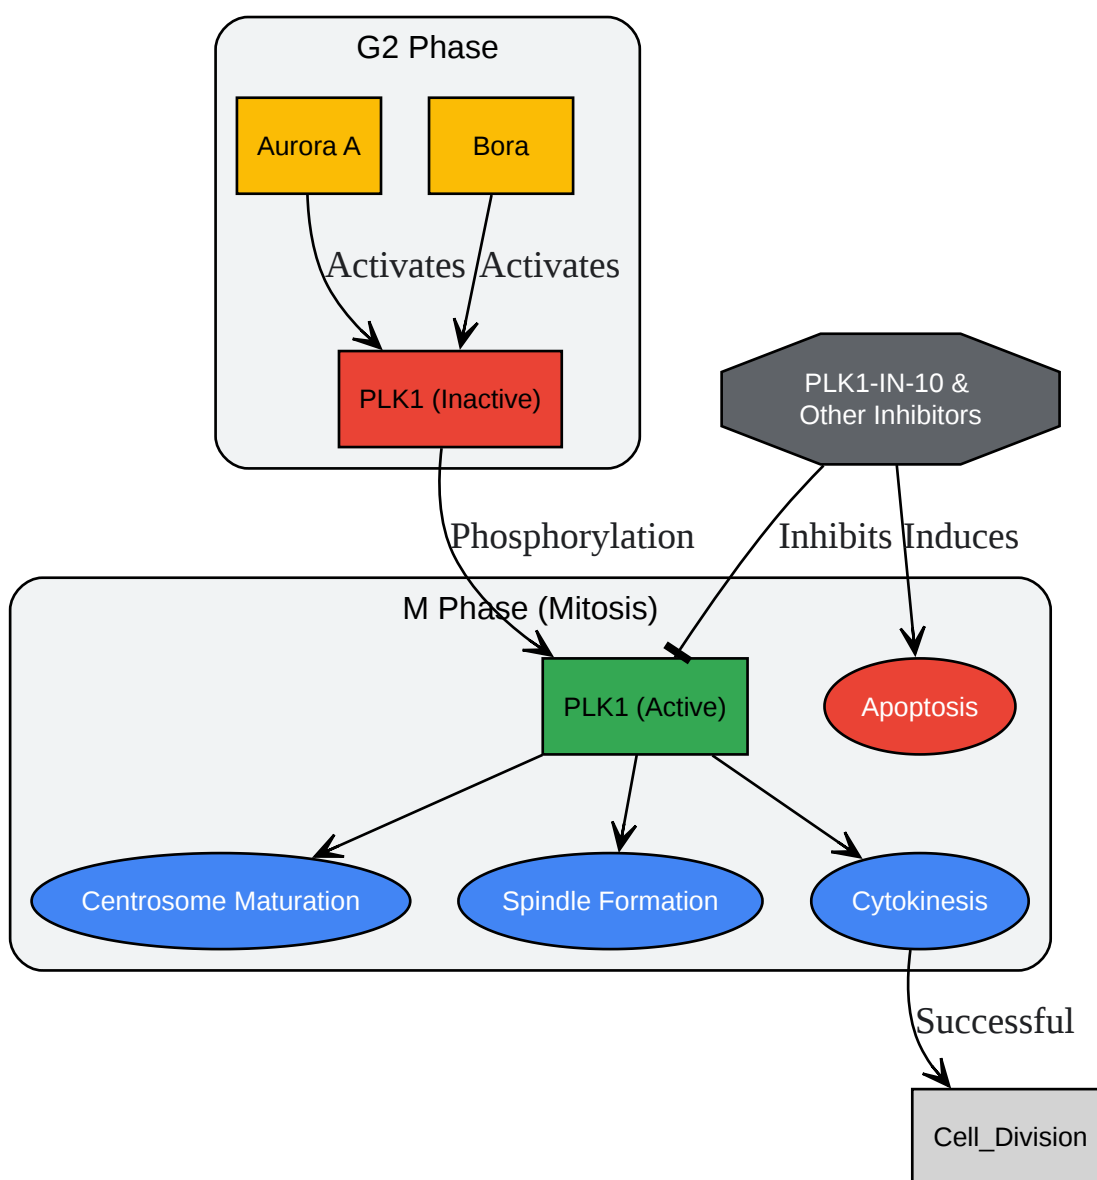 G2 Phase
Aurora A
Bora
Activates
Activates
PLK1 (Inactive)
PLK1-IN-10 &
Other Inhibitors
Phosphorylation
Inhibits
Induces
M Phase (Mitosis)
PLK1 (Active)
Apoptosis
Centrosome Maturation
Spindle Formation
Cytokinesis
Successful
Cell_Division